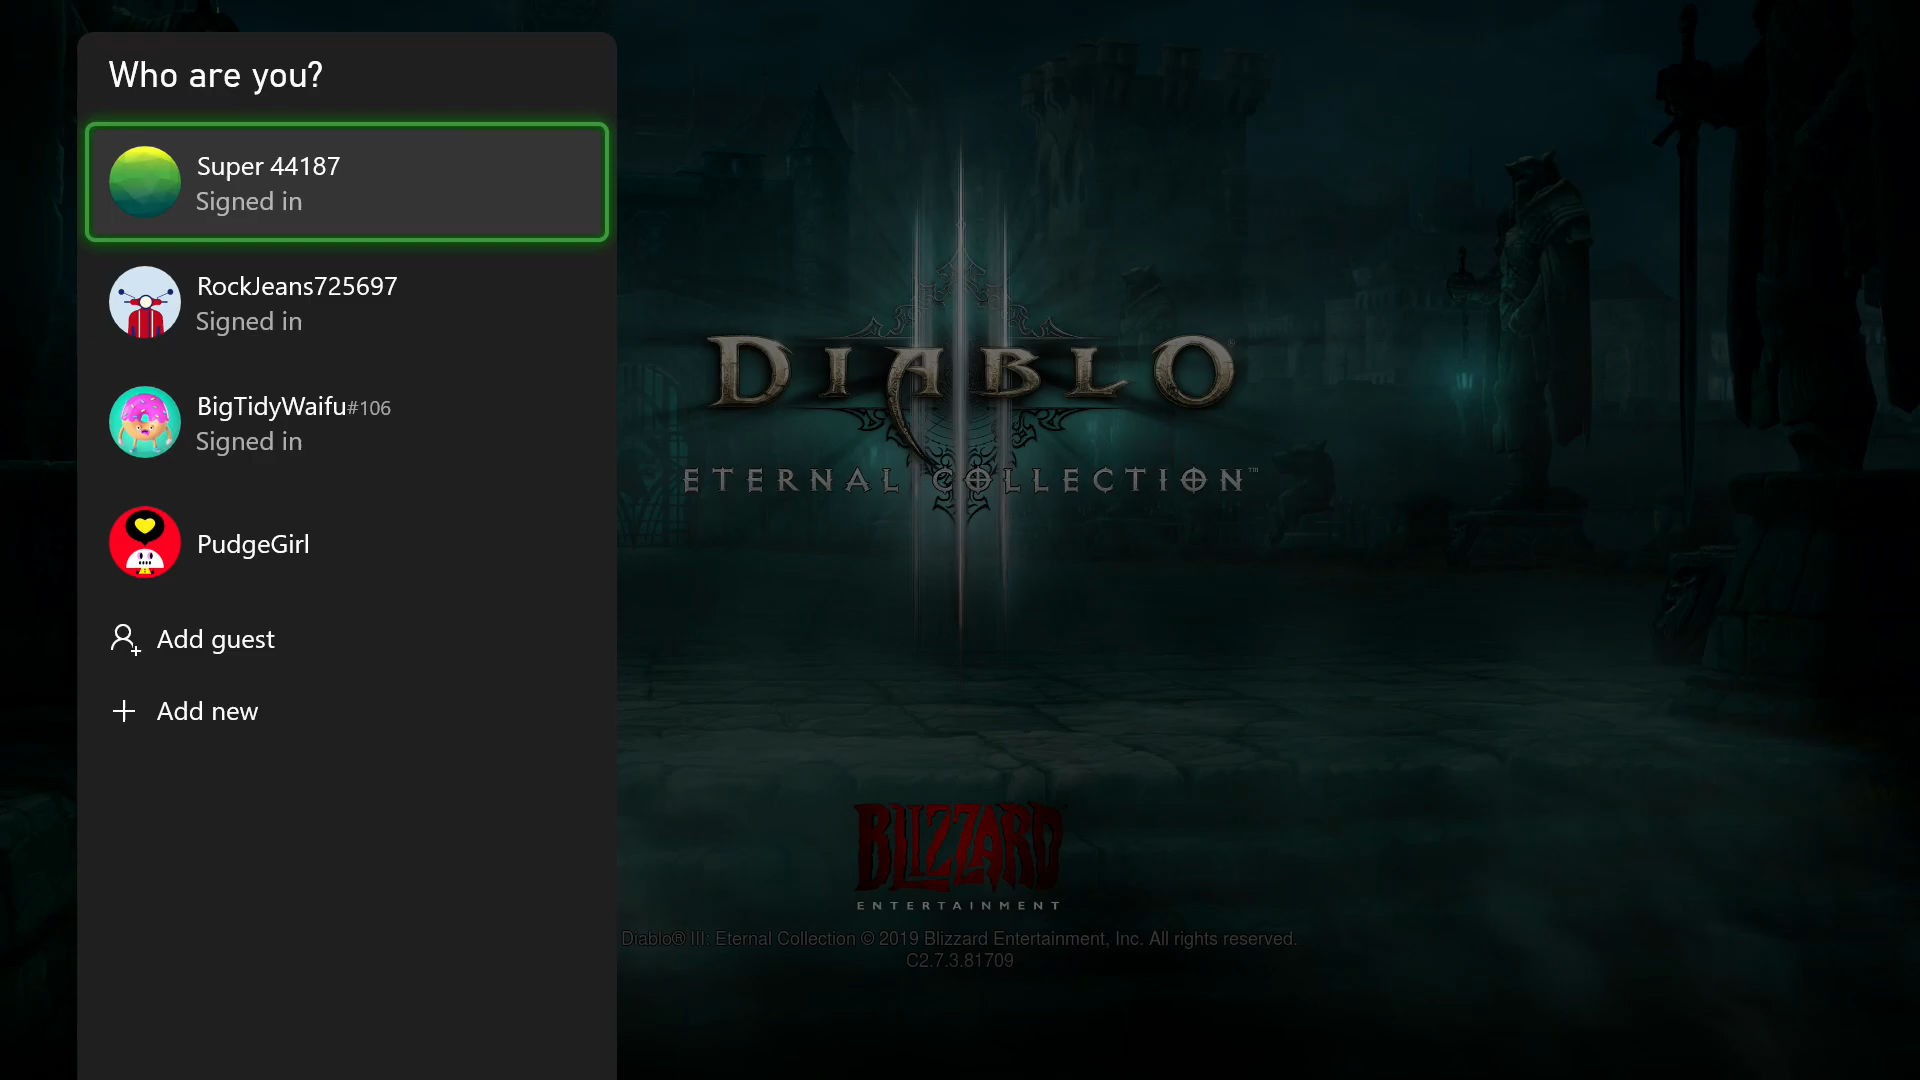 Who are you?
Super 44187
Signed in
RockJeans725697
Signed in
BigTidyWaifu#106
Signed in
PudgeGirl
Add guest
Add new
DIABLO®
ETERNAL COLLECTION™
BLIZZARD
ENTERTAINMENT
Diablo® III: Eternal Collection © 2019 Blizzard Entertainment, Inc. All rights reserved.
C2.7.3.81709